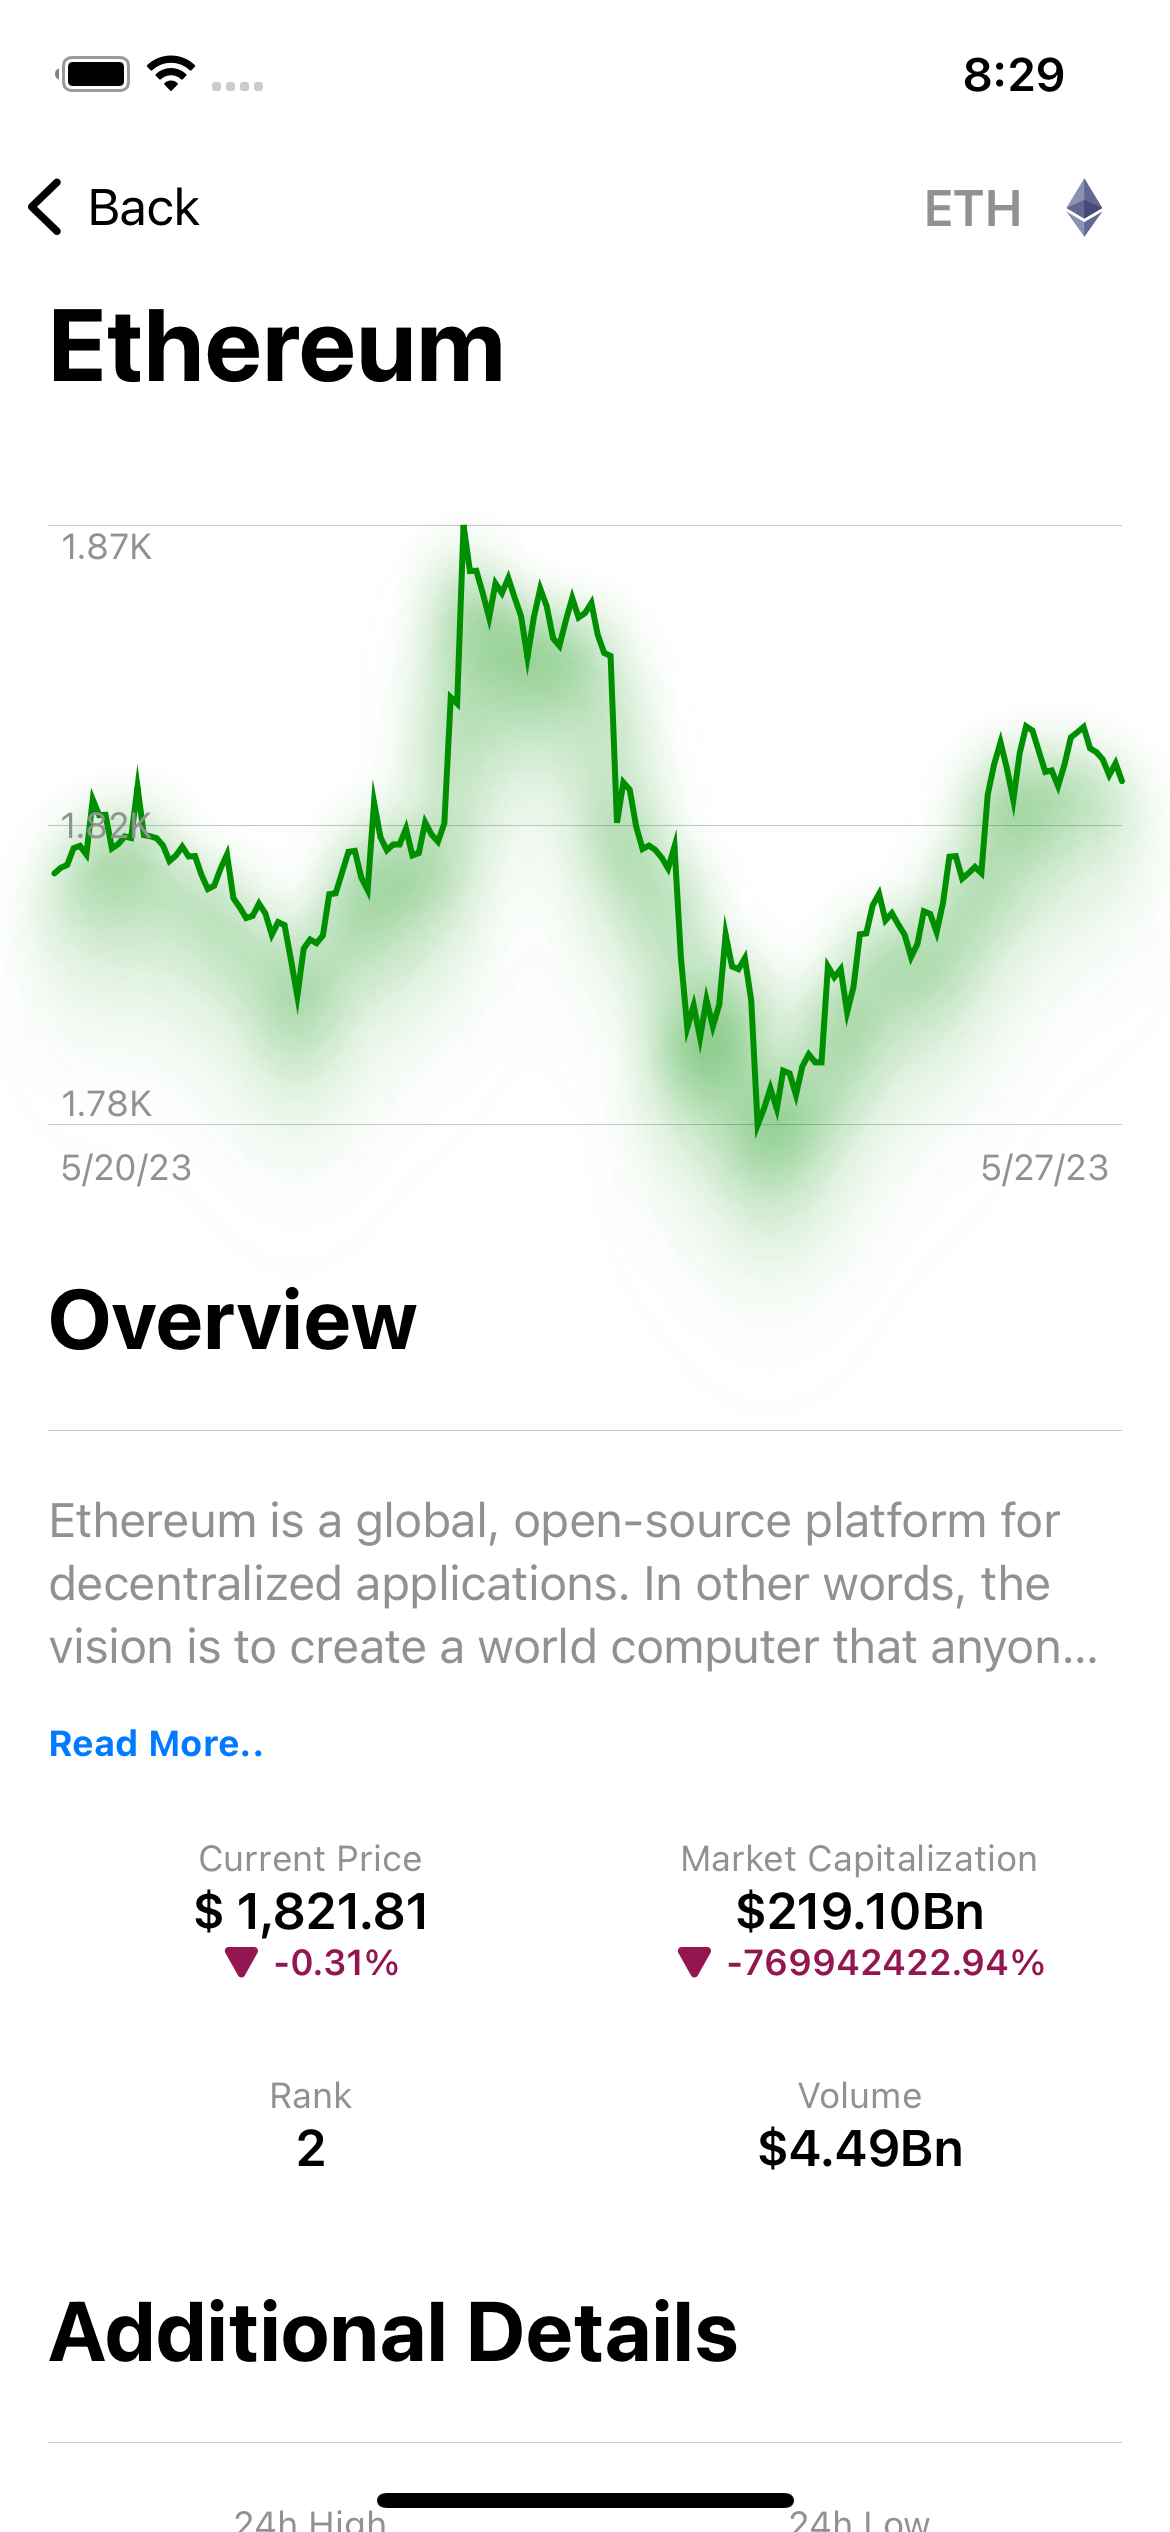 8:29
Back
ETH
Ethereum
1.87K
1.82K
1.78K
5/20/23
5/27/23
Overview
Ethereum is a global, open-source platform for
decentralized applications. In other words, the
vision is to create a world computer that anyon...
Read More..
Current Price
Market Capitalization
$ 1,821.81
$219.10Bn
-0.31%
-769942422.94%
Rank
Volume
2
$4.49Bn
Additional Details
24h High
24h Low